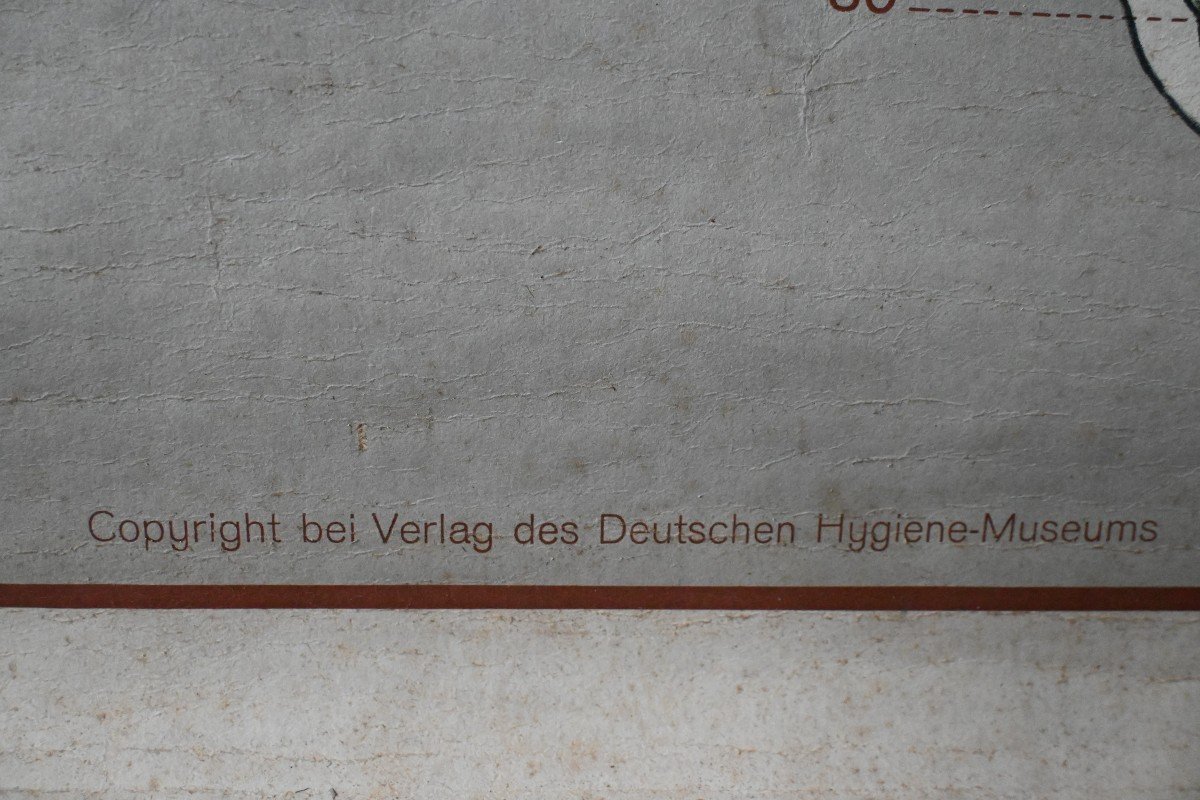 Copyright bei Verlag des Deutschen Hygiene-Museums